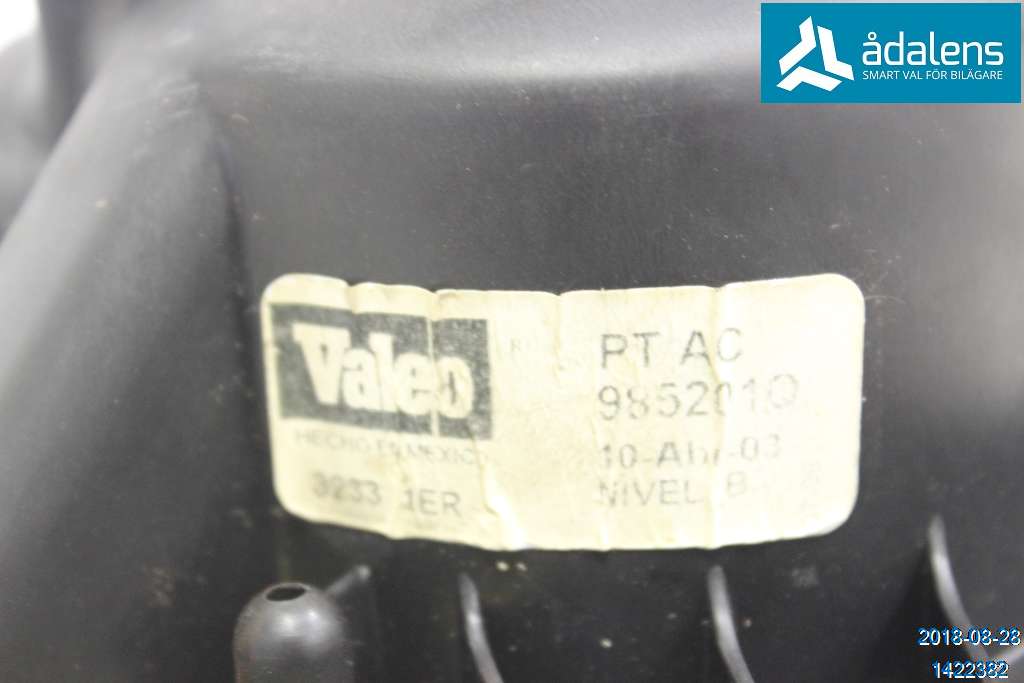 ådalens
SMART VAL FÖR BILÄGARE
Valeo
HECHO EN MEXICO
3233 1ER
PT AC
985201Q
10-Abr-03
NIVEL B
2018-08-28
1422382